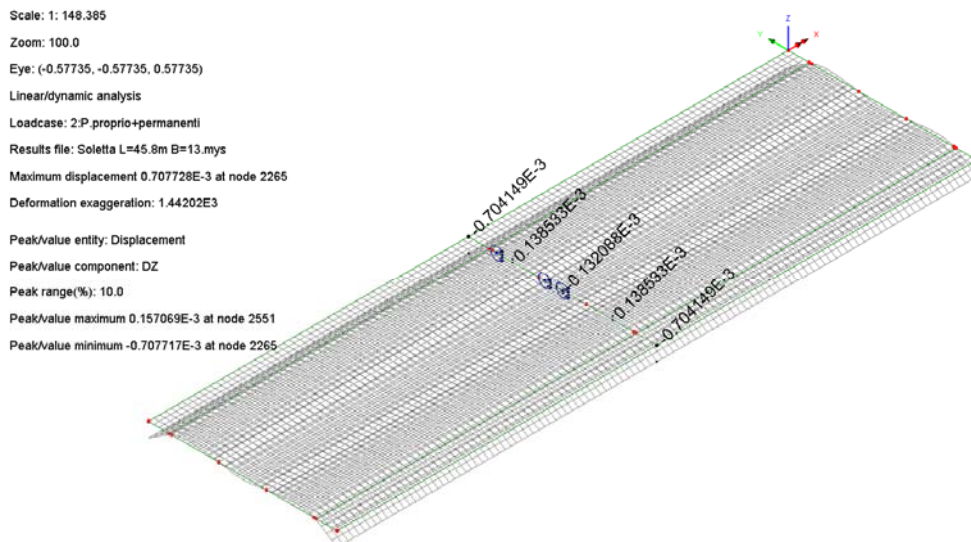 Scale: 1: 148.385
Zoom: 100.0
Eye: (-0.57735, -0.57735, 0.57735)
Linear/dynamic analysis
Loadcase: 2:P.proprio+permanenti
Results file: Soletta L=45.8m B=13.mys
Maximum displacement 0.707728E-3 at node 2265
Deformation exaggeration: 1.44202E3
Peak/value entity: Displacement
Peak/value component: DZ
Peak range(%): 10.0
Peak/value maximum 0.157069E-3 at node 2551
Peak/value minimum -0.707717E-3 at node 2265
Z
Y
X
-0.704149E-3
0.138533E-3
-0.132088E-3
0.138533E-3
-0.704149E-3